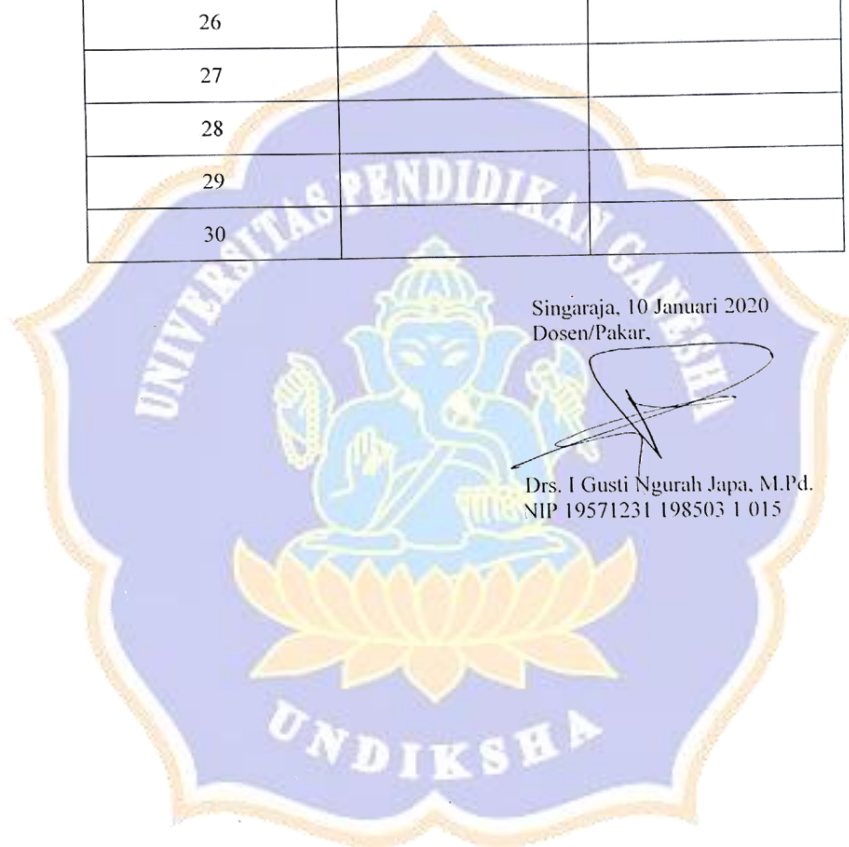 26
27
28
29
30
UNIVERSITAS PENDIDIKAN GANESHA
Singaraja, 10 Januari 2020
Dosen/Pakar,
Drs. I Gusti Ngurah Japa, M.Pd.
NIP 19571231 198503 1 015
UNDIKSHA